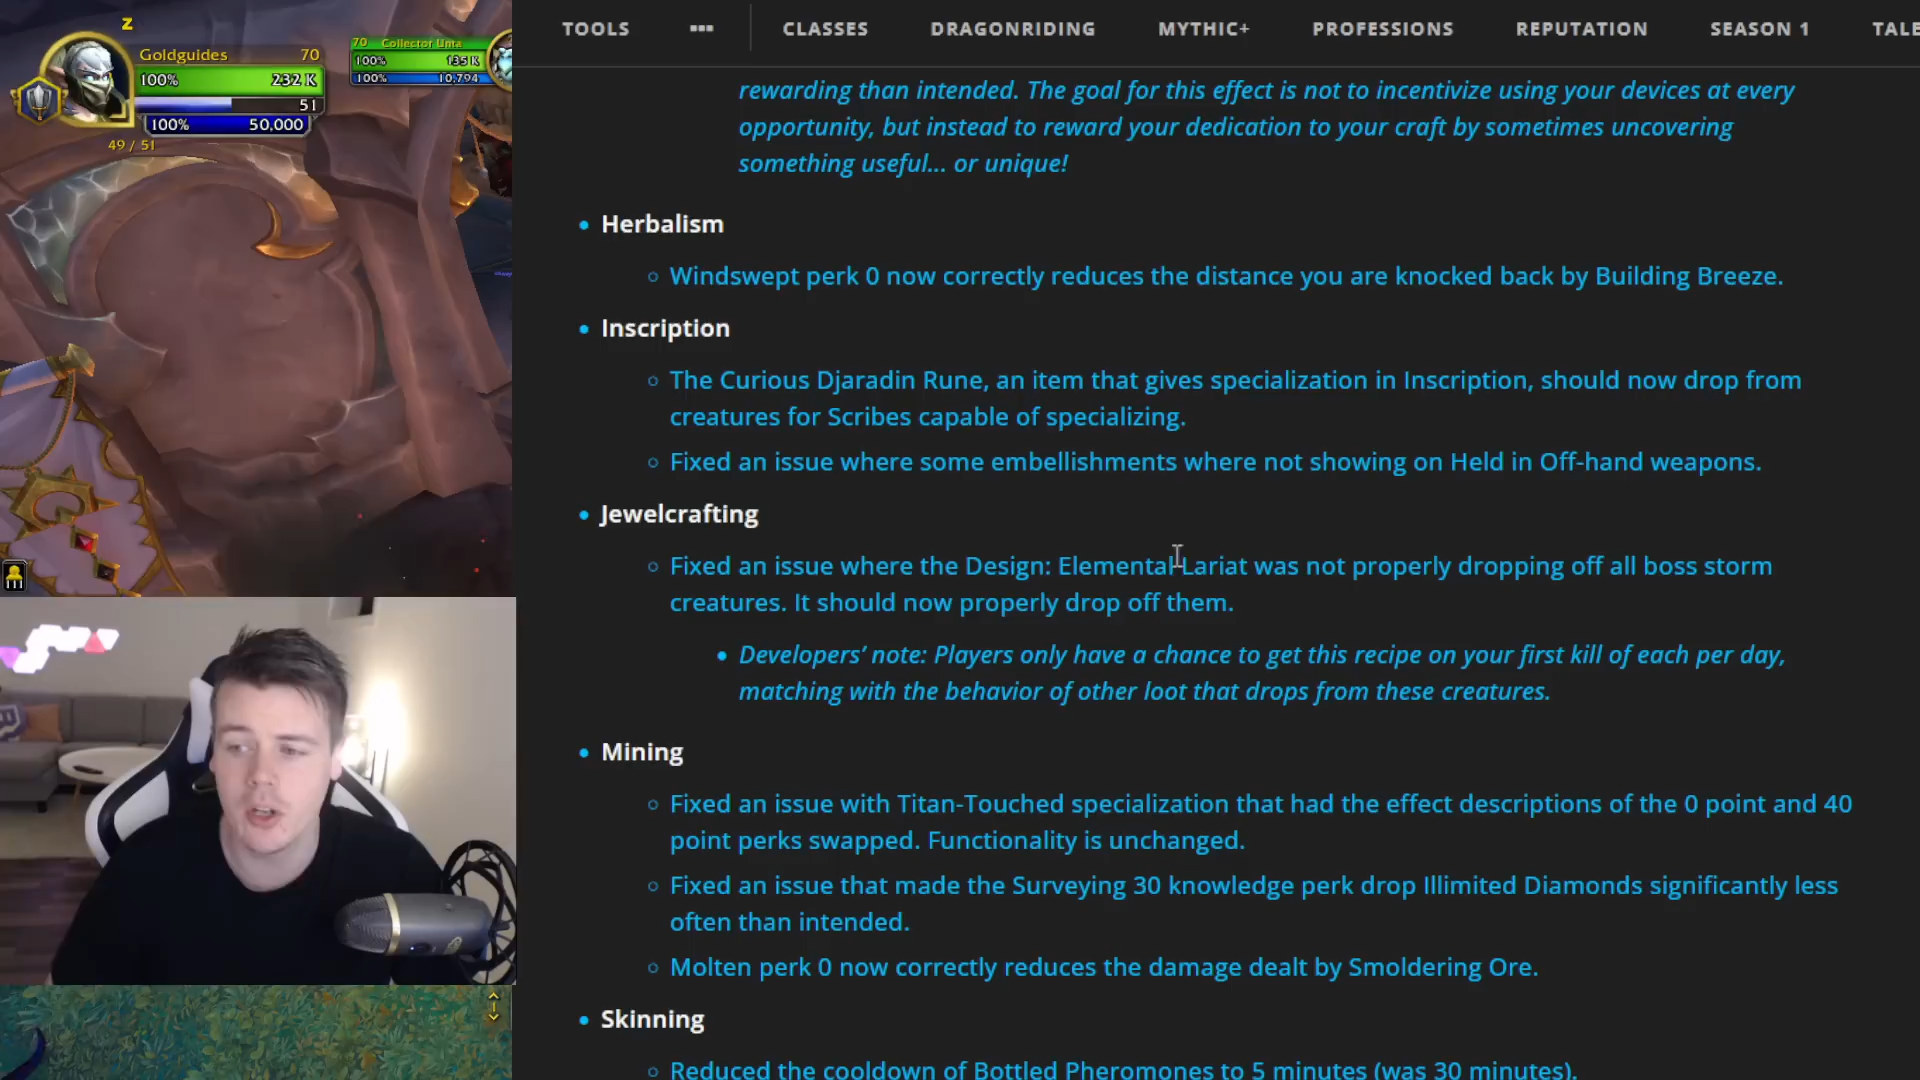 TOOLS ••• CLASSES DRAGONRIDING MYTHIC+ PROFESSIONS REPUTATION SEASON 1 TALE
Z
Goldguides 70
100% 232 K
51
100% 50,000
49 / 51
70 Collector Unta
100% 135 K
100% 10,794
III
rewarding than intended. The goal for this effect is not to incentivize using your devices at every
opportunity, but instead to reward your dedication to your craft by sometimes uncovering
something useful... or unique!
Herbalism
Windswept perk 0 now correctly reduces the distance you are knocked back by Building Breeze.
Inscription
The Curious Djaradin Rune, an item that gives specialization in Inscription, should now drop from
creatures for Scribes capable of specializing.
Fixed an issue where some embellishments where not showing on Held in Off-hand weapons.
Jewelcrafting
Fixed an issue where the Design: Elemental Lariat was not properly dropping off all boss storm
creatures. It should now properly drop off them.
Developers’ note: Players only have a chance to get this recipe on your first kill of each per day,
matching with the behavior of other loot that drops from these creatures.
Mining
Fixed an issue with Titan-Touched specialization that had the effect descriptions of the 0 point and 40
point perks swapped. Functionality is unchanged.
Fixed an issue that made the Surveying 30 knowledge perk drop Illimited Diamonds significantly less
often than intended.
Molten perk 0 now correctly reduces the damage dealt by Smoldering Ore.
Skinning
Reduced the cooldown of Bottled Pheromones to 5 minutes (was 30 minutes).